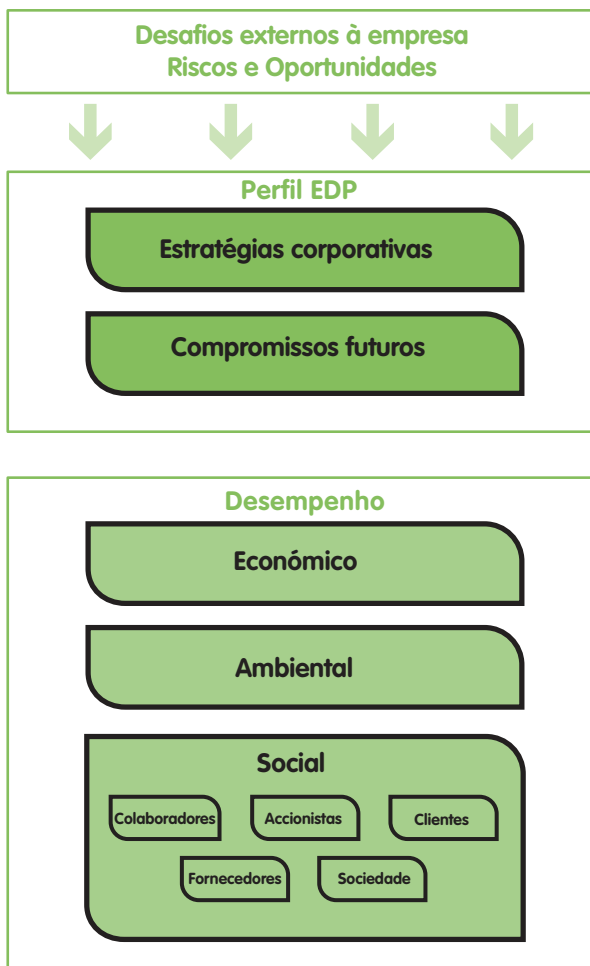 Desafios externos à empresa
Riscos e Oportunidades
Perfil EDP
Estratégias corporativas
Compromissos futuros
Desempenho
Económico
Ambiental
Social
Colaboradores
Accionistas
Clientes
Fornecedores
Sociedade